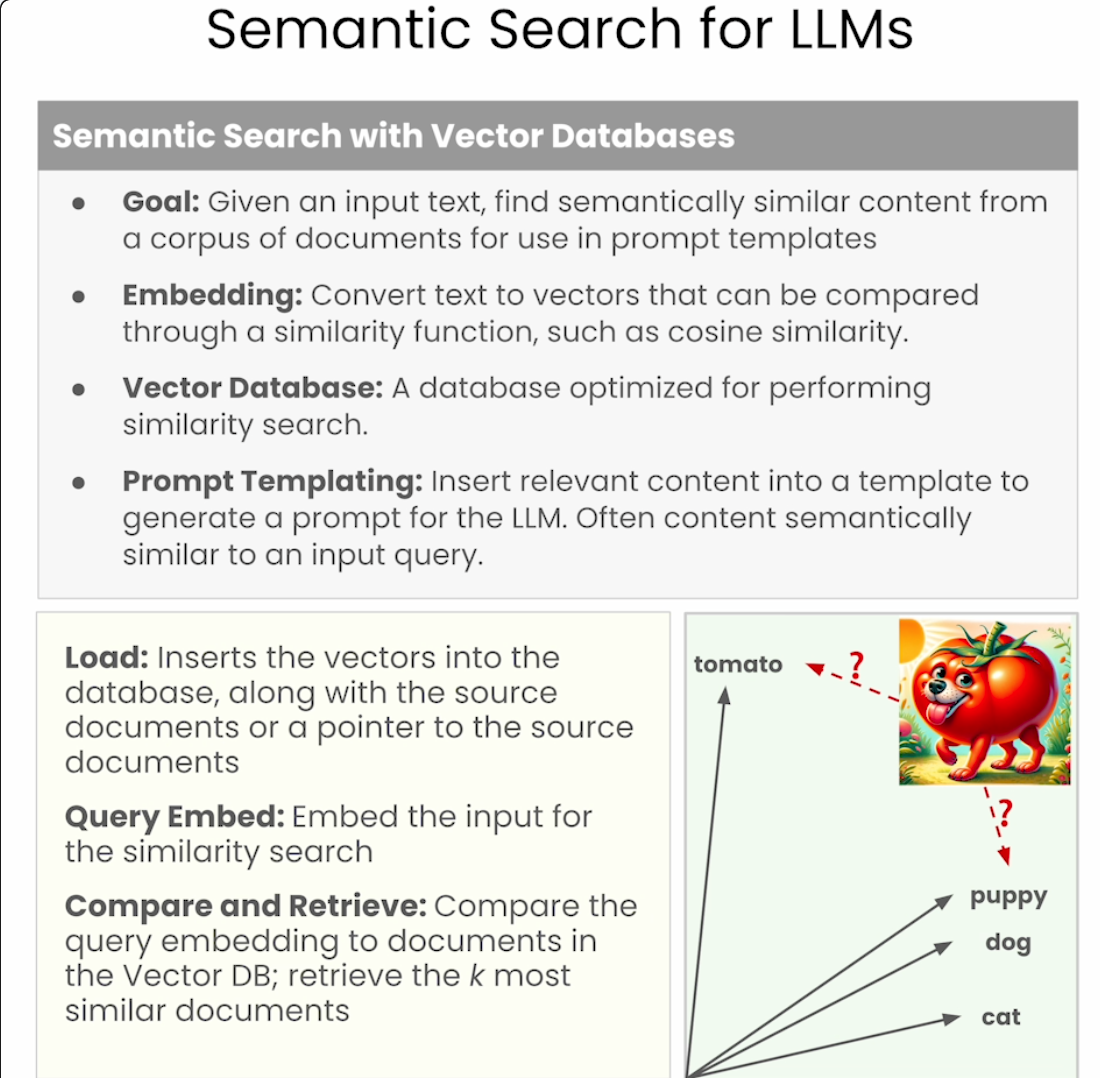 Semantic Search for LLMs
Semantic Search with Vector Databases
● Goal: Given an input text, find semantically similar content from
a corpus of documents for use in prompt templates
● Embedding: Convert text to vectors that can be compared
through a similarity function, such as cosine similarity.
● Vector Database: A database optimized for performing
similarity search.
● Prompt Templating: Insert relevant content into a template to
generate a prompt for the LLM. Often content semantically
similar to an input query.
Load: Inserts the vectors into the
database, along with the source
documents or a pointer to the source
documents
Query Embed: Embed the input for
the similarity search
Compare and Retrieve: Compare the
query embedding to documents in
the Vector DB; retrieve the k most
similar documents
tomato
?
?
puppy
dog
cat